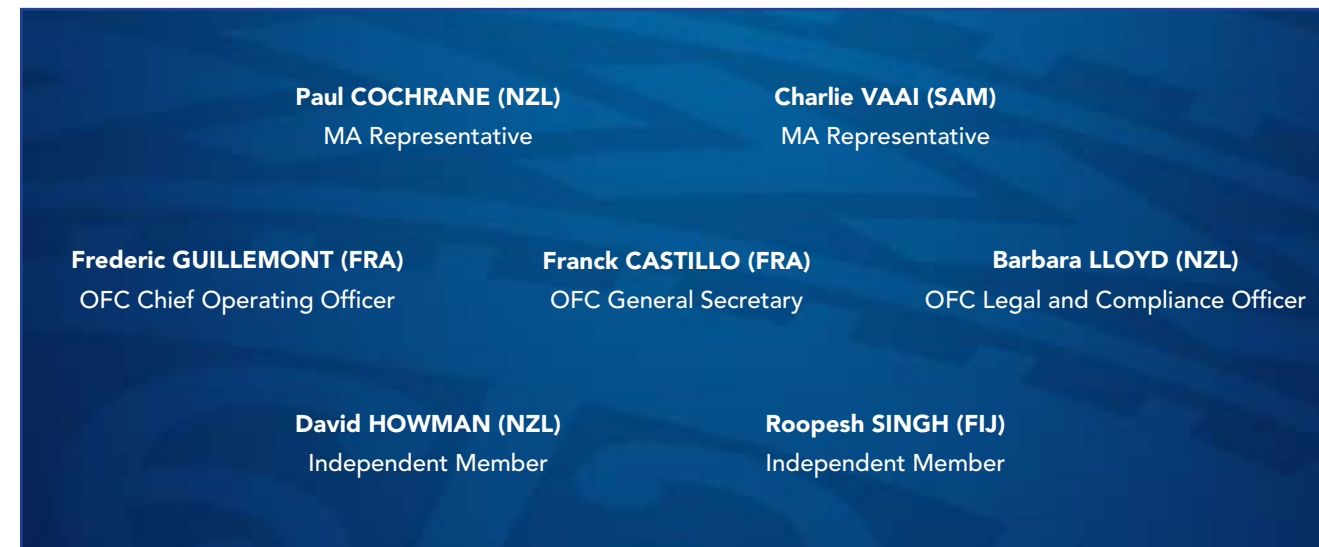 Paul COCHRANE (NZL)
MA Representative
Charlie VAAI (SAM)
MA Representative
Frederic GUILLEMONT (FRA)
OFC Chief Operating Officer
Franck CASTILLO (FRA)
OFC General Secretary
Barbara LLOYD (NZL)
OFC Legal and Compliance Officer
David HOWMAN (NZL)
Independent Member
Roopesh SINGH (FIJ)
Independent Member